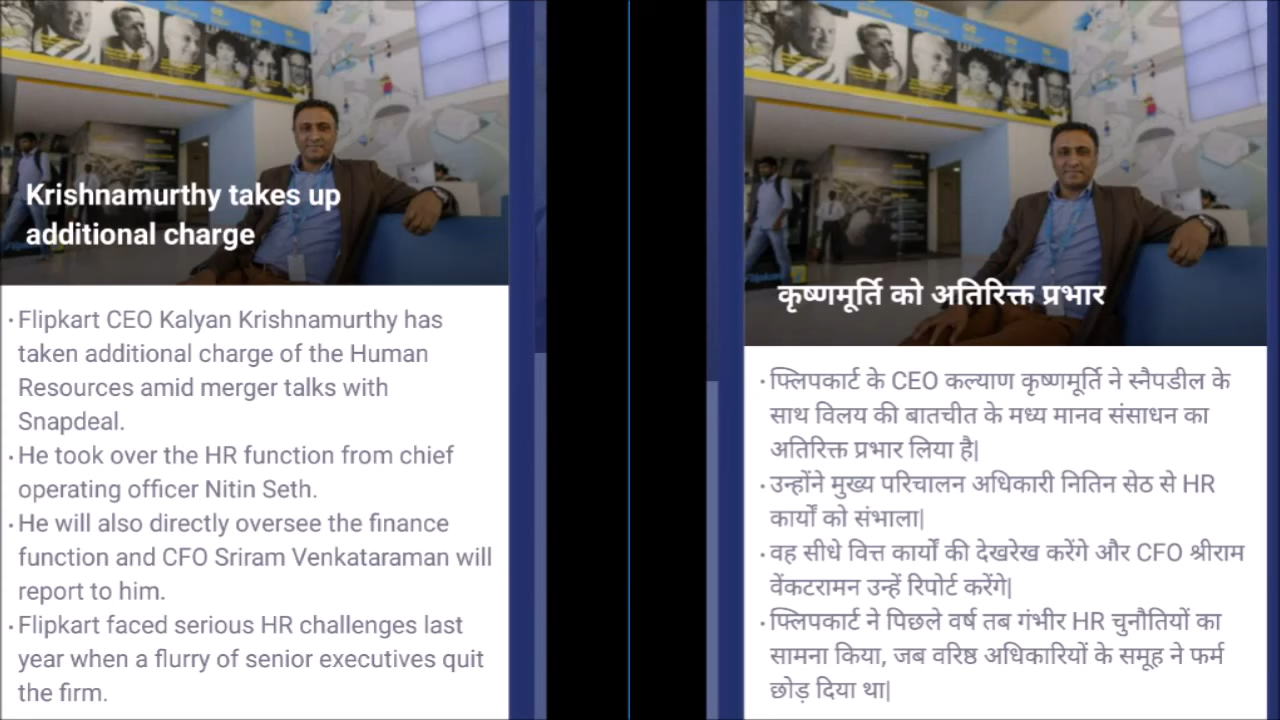 Krishnamurthy takes up
additional charge
· Flipkart CEO Kalyan Krishnamurthy has
taken additional charge of the Human
Resources amid merger talks with
Snapdeal.
· He took over the HR function from chief
operating officer Nitin Seth.
· He will also directly oversee the finance
function and CFO Sriram Venkataraman will
report to him.
· Flipkart faced serious HR challenges last
year when a flurry of senior executives quit
the firm.
कृष्णमूर्ति को अतिरिक्त प्रभार
· फ्लिपकार्ट के CEO कल्याण कृष्णमूर्ति ने स्नैपडील के
साथ विलय की बातचीत के मध्य मानव संसाधन का
अतिरिक्त प्रभार लिया है|
· उन्होंने मुख्य परिचालन अधिकारी नितिन सेठ से HR
कार्यों को संभाला|
· वह सीधे वित्त कार्यों की देखरेख करेंगे और CFO श्रीराम
वेंकटरामन उन्हें रिपोर्ट करेंगे|
· फ्लिपकार्ट ने पिछले वर्ष तब गंभीर HR चुनौतियों का
सामना किया, जब वरिष्ठ अधिकारियों के समूह ने फर्म
छोड़ दिया था|